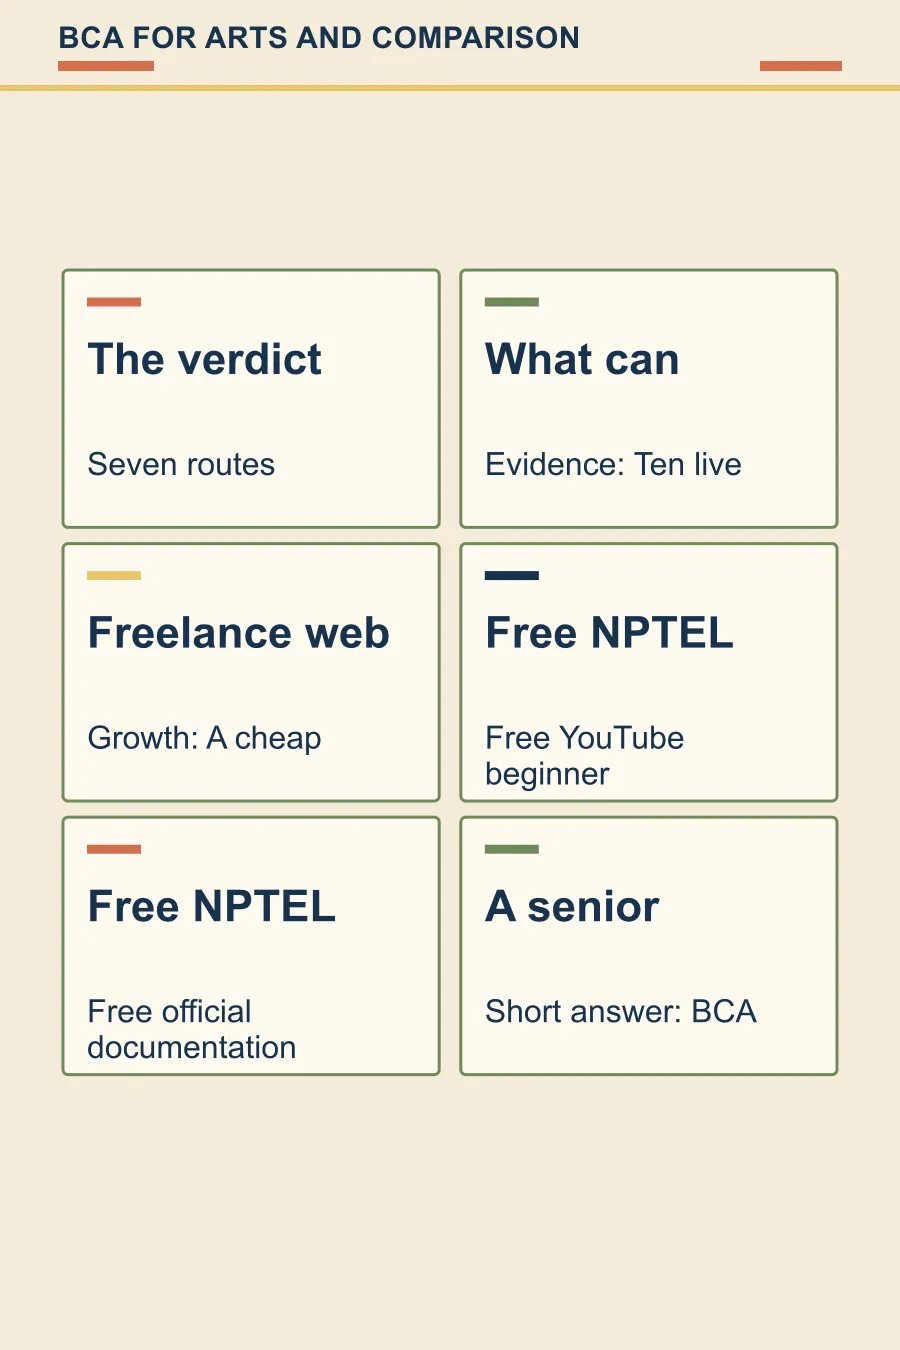 BCA FOR ARTS AND COMPARISON
The verdict
Seven routes
What can
Evidence: Ten live
Freelance web
Growth: A cheap
Free NPTEL
Free YouTube
beginner
Free NPTEL
Free official
documentation
A senior
Short answer: BCA